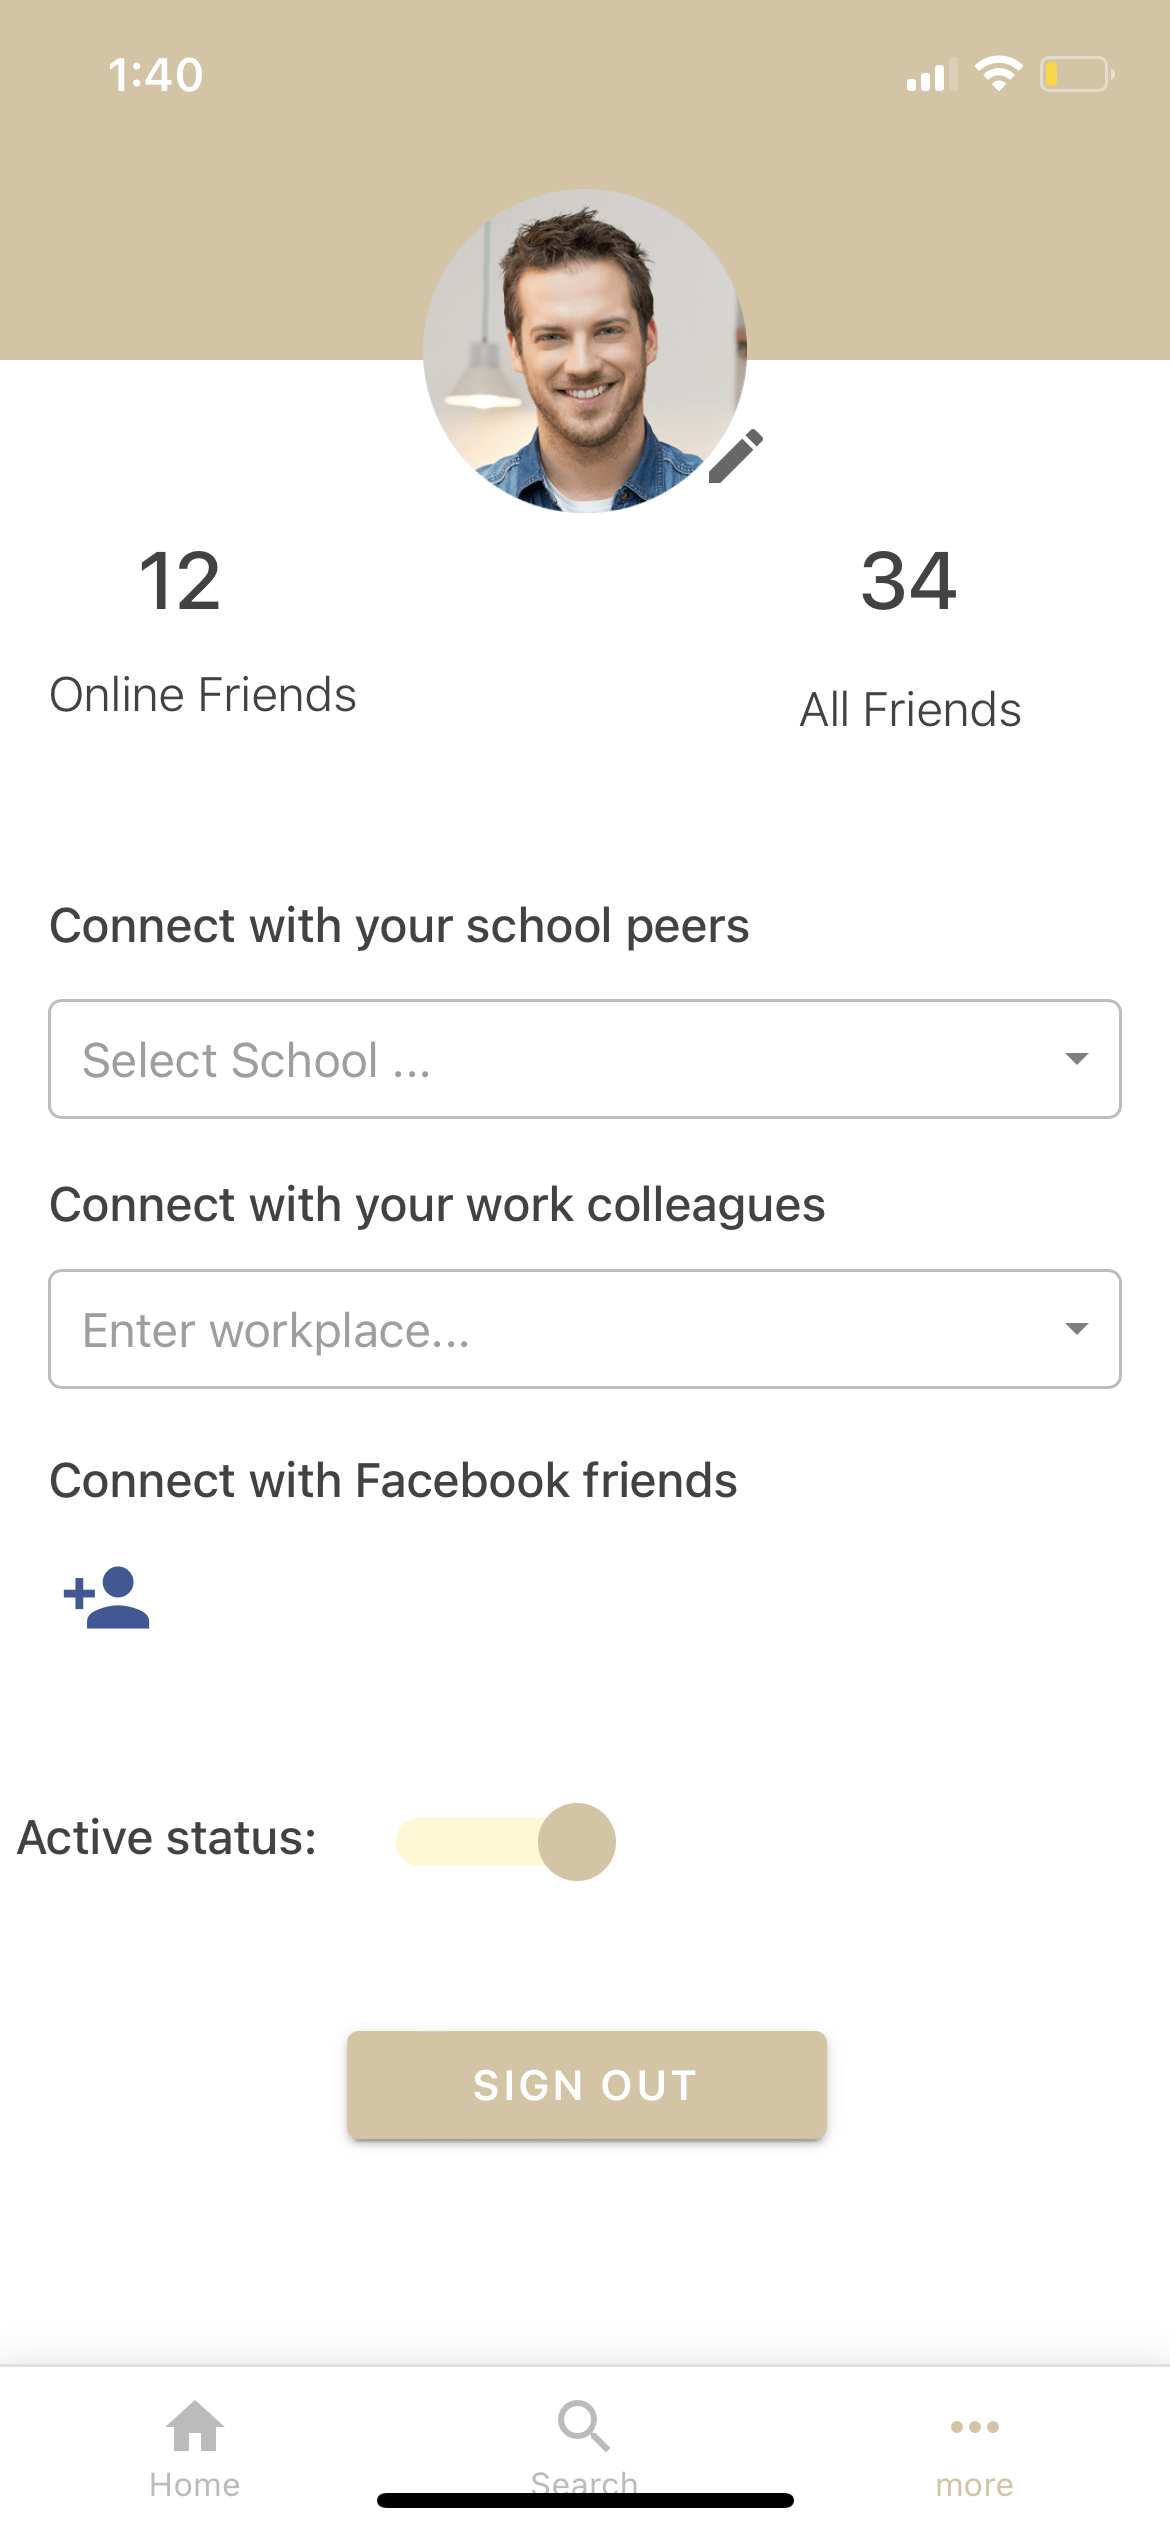 1:40
12
34
Online Friends
All Friends
Connect with your school peers
Select School ...
Connect with your work colleagues
Enter workplace...
Connect with Facebook friends
Active status:
SIGN OUT
Home
Search
more